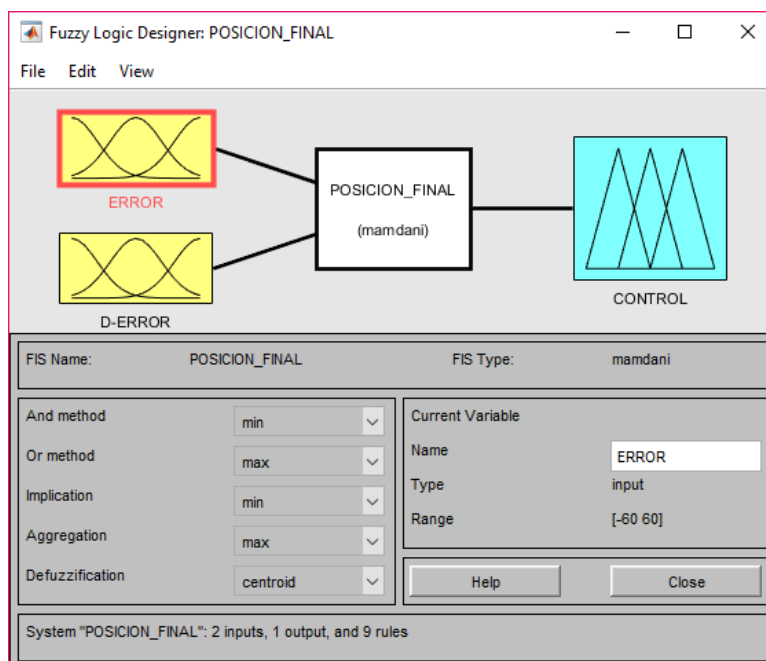 Fuzzy Logic Designer: POSICION_FINAL
File Edit View
ERROR
D-ERROR
POSICION_FINAL
(mamdani)
CONTROL
FIS Name: POSICION_FINAL FIS Type: mamdani
And method min
Or method max
Implication min
Aggregation max
Defuzzification centroid
Current Variable
Name ERROR
Type input
Range [-60 60]
Help Close
System "POSICION_FINAL": 2 inputs, 1 output, and 9 rules